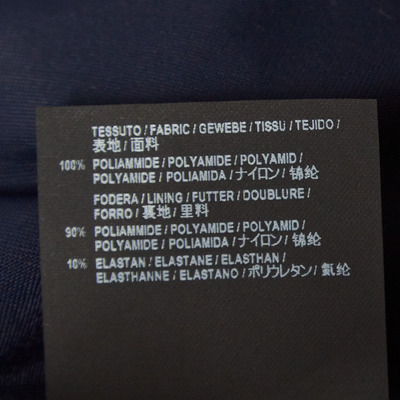 TESSUTO / FABRIC / GEWEBE / TISSU / TEJIDO /
表地 / 面料
100% POLIAMMIDE / POLYAMIDE / POLYAMID /
POLYAMIDE / POLIAMIDA / ナイロン / 锦纶
FODERA / LINING / FUTTER / DOUBLURE /
FORRO / 裏地 / 里料
90% POLIAMMIDE / POLYAMIDE / POLYAMID /
POLYAMIDE / POLIAMIDA / ナイロン / 锦纶
10% ELASTAN / ELASTANE / ELASTHAN /
ELASTHANNE / ELASTANO / ポリウレタン / 氨纶